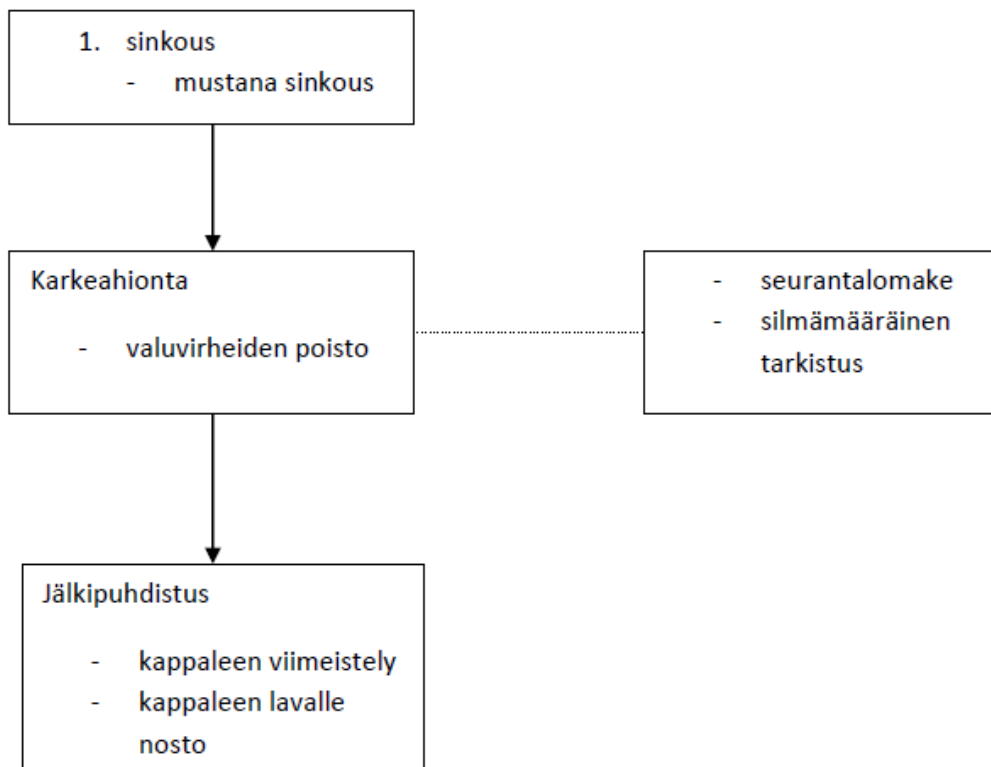 1. sinkous
- mustana sinkous
Karkeahionta
- valuvirheiden poisto
- seurantalomake
- silmämääräinen
tarkistus
Jälkipuhdistus
- kappaleen viimeistely
- kappaleen lavalle
nosto